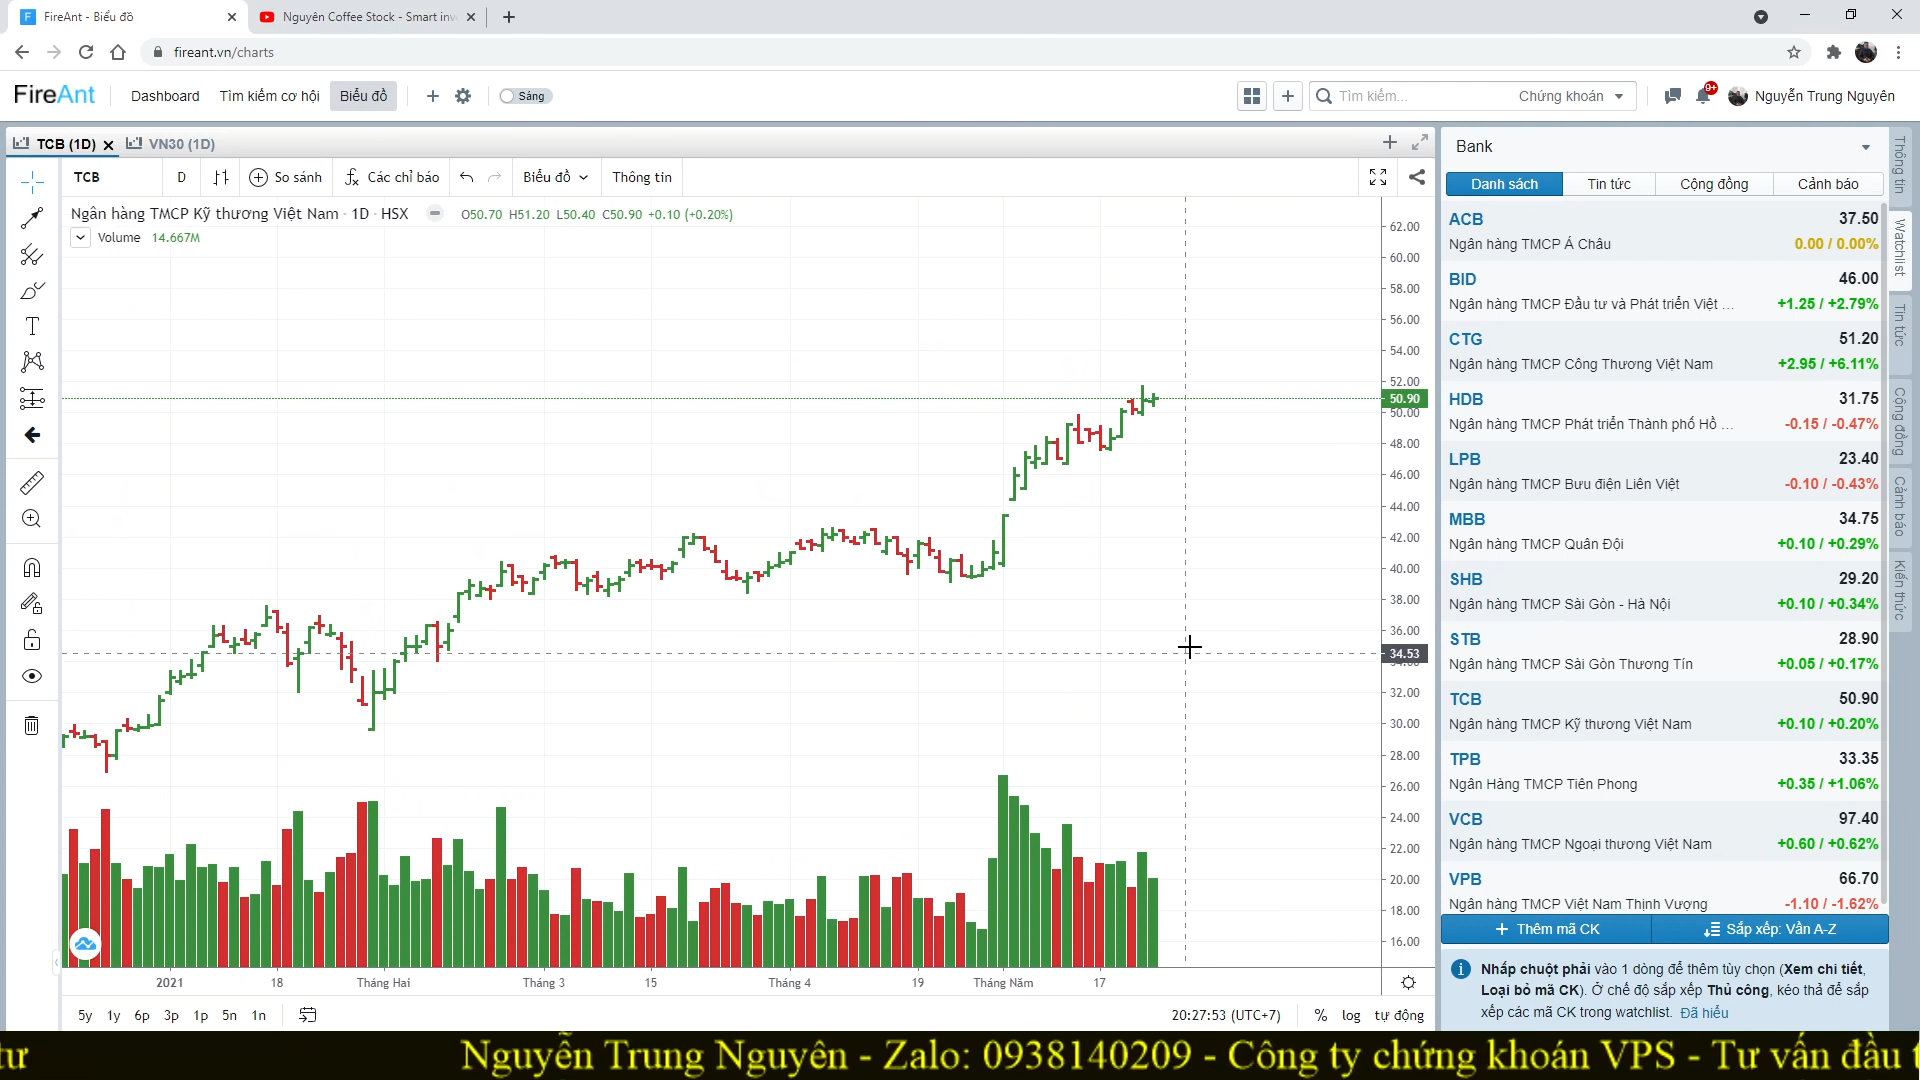 FireAnt - Biểu đồ
Nguyên Coffee Stock - Smart inv
fireant.vn/charts
FireAnt
Dashboard
Tìm kiếm cơ hội
Biểu đồ
Sáng
Tìm kiếm...
Chứng khoán
9+
Nguyễn Trung Nguyên
TCB (1D)
VN30 (1D)
TCB
D
So sánh
Các chỉ báo
Biểu đồ
Thông tin
Ngân hàng TMCP Kỹ thương Việt Nam · 1D · HSX
O50.70 H51.20 L50.40 C50.90 +0.10 (+0.20%)
Volume 14.667M
62.00
60.00
58.00
56.00
54.00
52.00
50.90
50.00
48.00
46.00
44.00
42.00
40.00
38.00
36.00
34.53
32.00
30.00
28.00
26.00
24.00
22.00
20.00
18.00
16.00
2021
18
Tháng Hai
Tháng 3
15
Tháng 4
19
Tháng Năm
17
5y 1y 6p 3p 1p 5n 1n
20:27:53 (UTC+7)
% log tự động
Bank
Danh sách
Tin tức
Cộng đồng
Cảnh báo
ACB 37.50
Ngân hàng TMCP Á Châu 0.00 / 0.00%
BID 46.00
Ngân hàng TMCP Đầu tư và Phát triển Việt ... +1.25 / +2.79%
CTG 51.20
Ngân hàng TMCP Công Thương Việt Nam +2.95 / +6.11%
HDB 31.75
Ngân hàng TMCP Phát triển Thành phố Hồ ... -0.15 / -0.47%
LPB 23.40
Ngân hàng TMCP Bưu điện Liên Việt -0.10 / -0.43%
MBB 34.75
Ngân hàng TMCP Quân Đội +0.10 / +0.29%
SHB 29.20
Ngân hàng TMCP Sài Gòn - Hà Nội +0.10 / +0.34%
STB 28.90
Ngân hàng TMCP Sài Gòn Thương Tín +0.05 / +0.17%
TCB 50.90
Ngân hàng TMCP Kỹ thương Việt Nam +0.10 / +0.20%
TPB 33.35
Ngân Hàng TMCP Tiên Phong +0.35 / +1.06%
VCB 97.40
Ngân hàng TMCP Ngoại thương Việt Nam +0.60 / +0.62%
VPB 66.70
Ngân hàng TMCP Việt Nam Thịnh Vượng -1.10 / -1.62%
Thêm mã CK
Sắp xếp: Vần A-Z
Nhấp chuột phải vào 1 dòng để thêm tùy chọn (Xem chi tiết,
Loại bỏ mã CK). Ở chế độ sắp xếp Thủ công, kéo thả để sắp
xếp các mã CK trong watchlist. Đã hiểu
Thông tin
Watchlist
Tin tức
Cộng đồng
Cảnh báo
Kiến thức
tư Nguyễn Trung Nguyên - Zalo: 0938140209 - Công ty chứng khoán VPS - Tư vấn đầu t